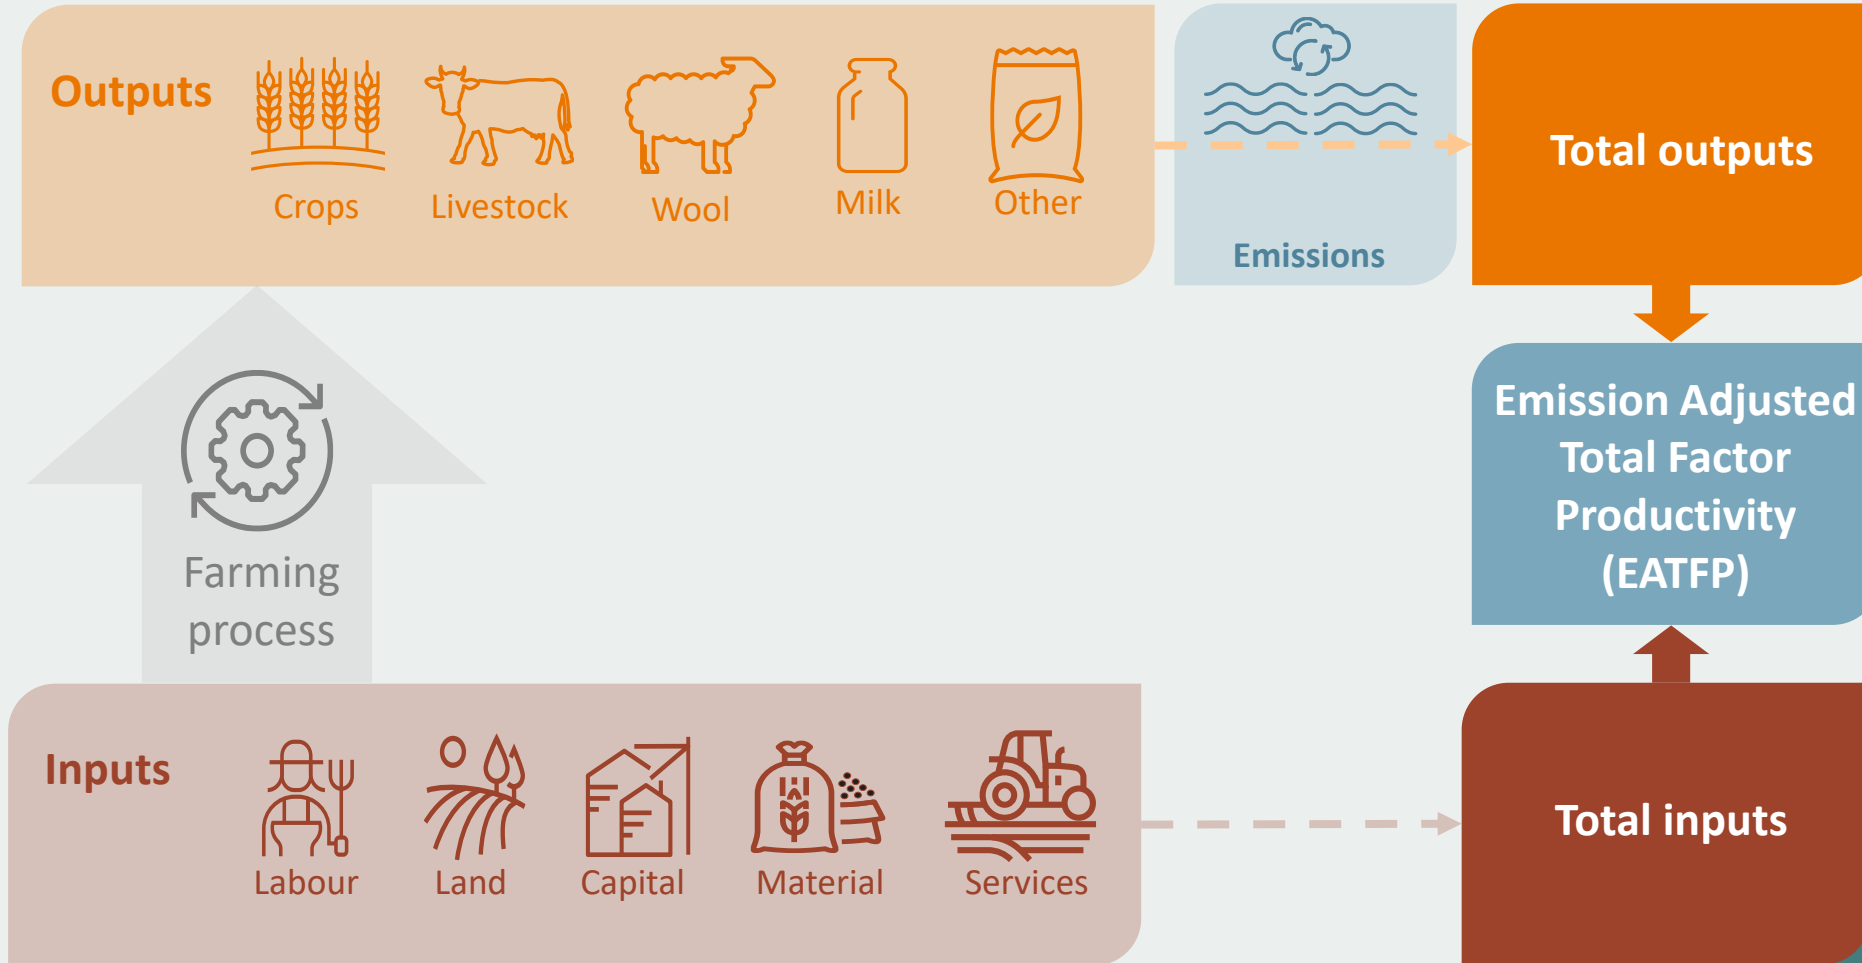 Outputs
Crops
Livestock
Wool
Milk
Other
Emissions
Total outputs
Farming
process
Emission Adjusted
Total Factor
Productivity
(EATFP)
Inputs
Labour
Land
Capital
Material
Services
Total inputs